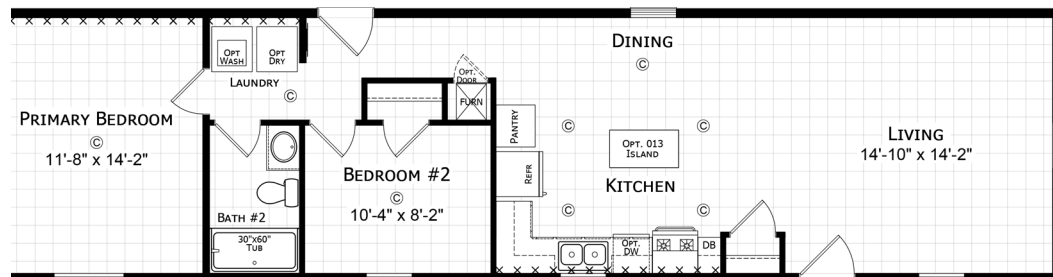 DINING
©
OPT
WASH
OPT
DRY
LAUNDRY
©
OPT.
DOOR
FURN
PRIMARY BEDROOM
©
11'-8" x 14'-2"
PANTRY
©
©
OPT. 013
ISLAND
LIVING
14'-10" x 14'-2"
BEDROOM #2
©
10'-4" x 8'-2"
REFR
KITCHEN
©
©
BATH #2
30"x60"
TUB
OPT.
DW
DB